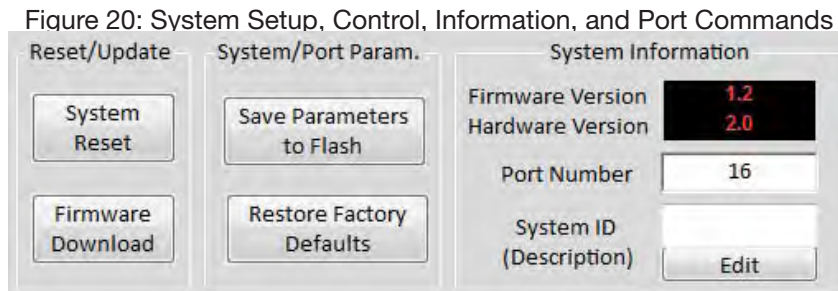 Figure 20: System Setup, Control, Information, and Port Commands
Reset/Update
System
Reset
Firmware
Download
System/Port Param.
Save Parameters
to Flash
Restore Factory
Defaults
System Information
Firmware Version 1.2
Hardware Version 2.0
Port Number 16
System ID
(Description)
Edit